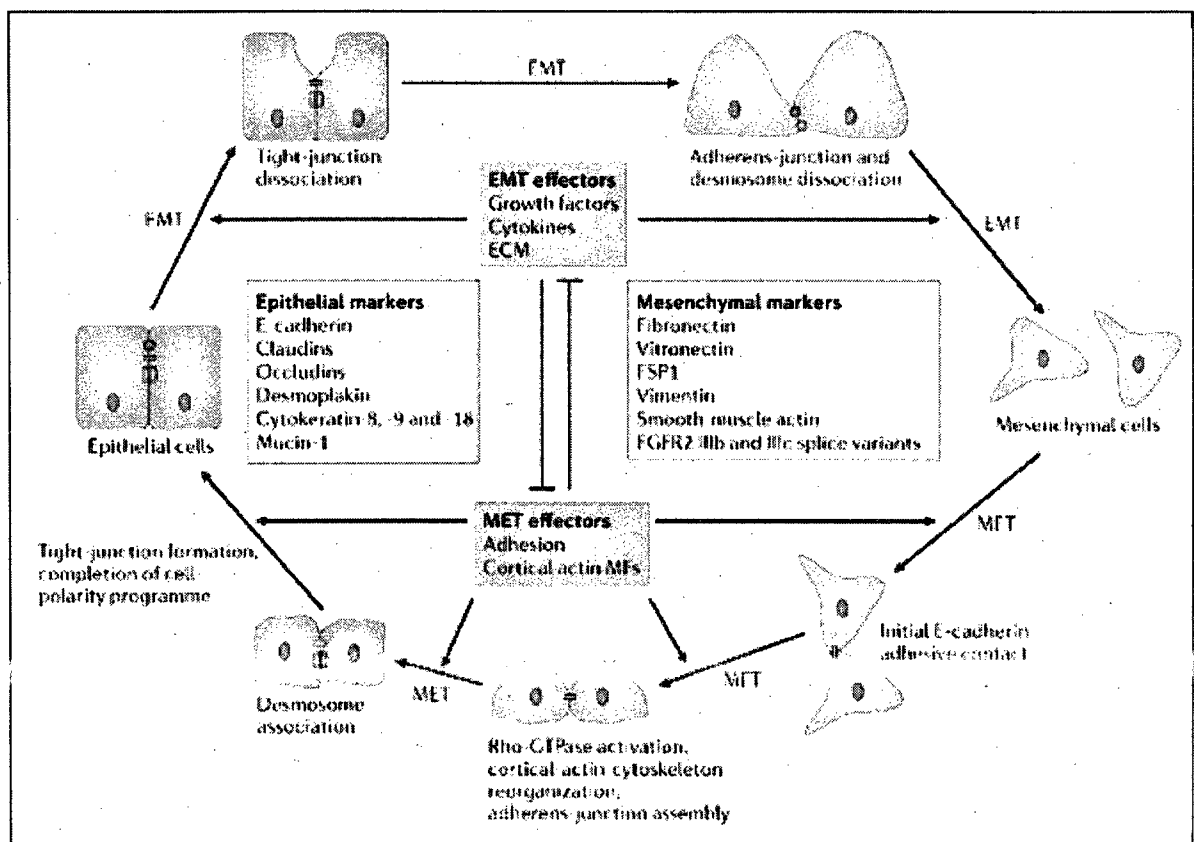 EMT
Tight-junction
dissociation
Adherens-junction and
desmosome dissociation
EMT effectors
Growth factors
Cytokines
ECM
EMT
EMT
Epithelial markers
E cadherin
Claudins
Occludins
Desmoplakin
Cytokeratin-8, -9 and -18
Mucin-1
Mesenchymal markers
Fibronectin
Vitronectin
FSP1
Vimentin
Smooth muscle actin
FGFR2 IIIb and IIIc splice variants
Epithelial cells
Mesenchymal cells
MET effectors
Adhesion
Cortical actin MFs
MET
Tight-junction formation,
completion of cell
polarity programme
Initial E-cadherin
adhesive contact
MET
MET
Desmosome
association
Rho-GTPase activation,
cortical-actin cytoskeleton
reorganization,
adherens-junction assembly